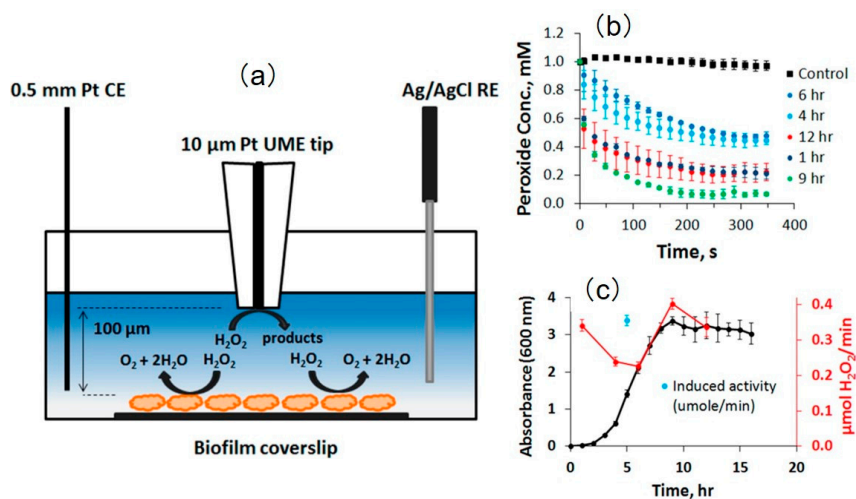 (a)
0.5 mm Pt CE
Ag/AgCl RE
10 µm Pt UME tip
100 µm
H₂O₂
products
O₂ + 2H₂O
H₂O₂
H₂O₂
O₂ + 2H₂O
Biofilm coverslip
(b)
Peroxide Conc., mM
1.2
1.0
0.8
0.6
0.4
0.2
0.0
0
100
200
300
400
Time, s
Control
6 hr
4 hr
12 hr
1 hr
9 hr
(c)
Absorbance (600 nm)
4
3
2
1
0
0
5
10
15
20
Time, hr
Induced activity
(umole/min)
0.4
0.3
0.2
0.1
0.0
µmol H₂O₂/min